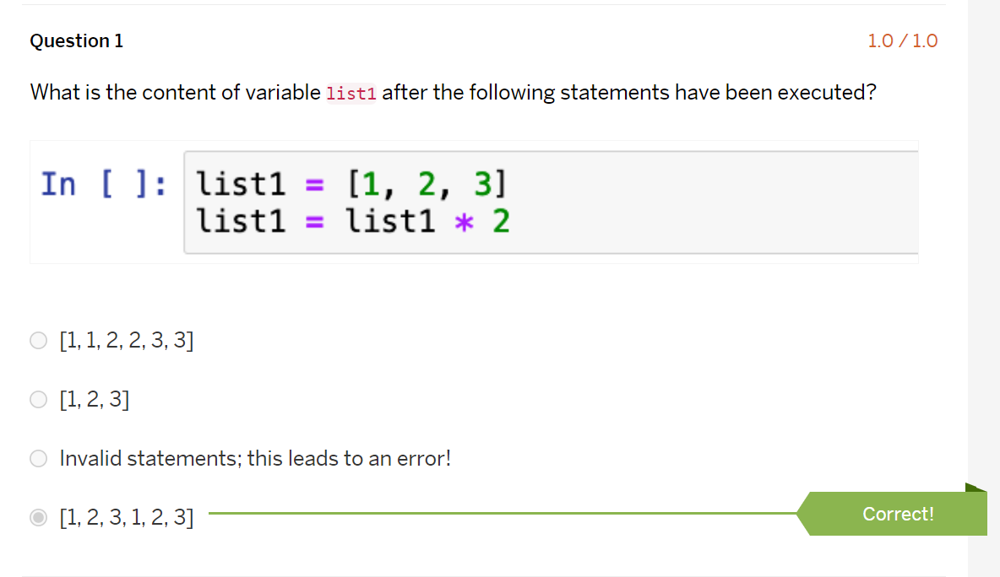 Question 1
1.0 / 1.0
What is the content of variable list1 after the following statements have been executed?
In [ ]: list1 = [1, 2, 3]
list1 = list1 * 2
[1, 1, 2, 2, 3, 3]
[1, 2, 3]
Invalid statements; this leads to an error!
[1, 2, 3, 1, 2, 3]
Correct!